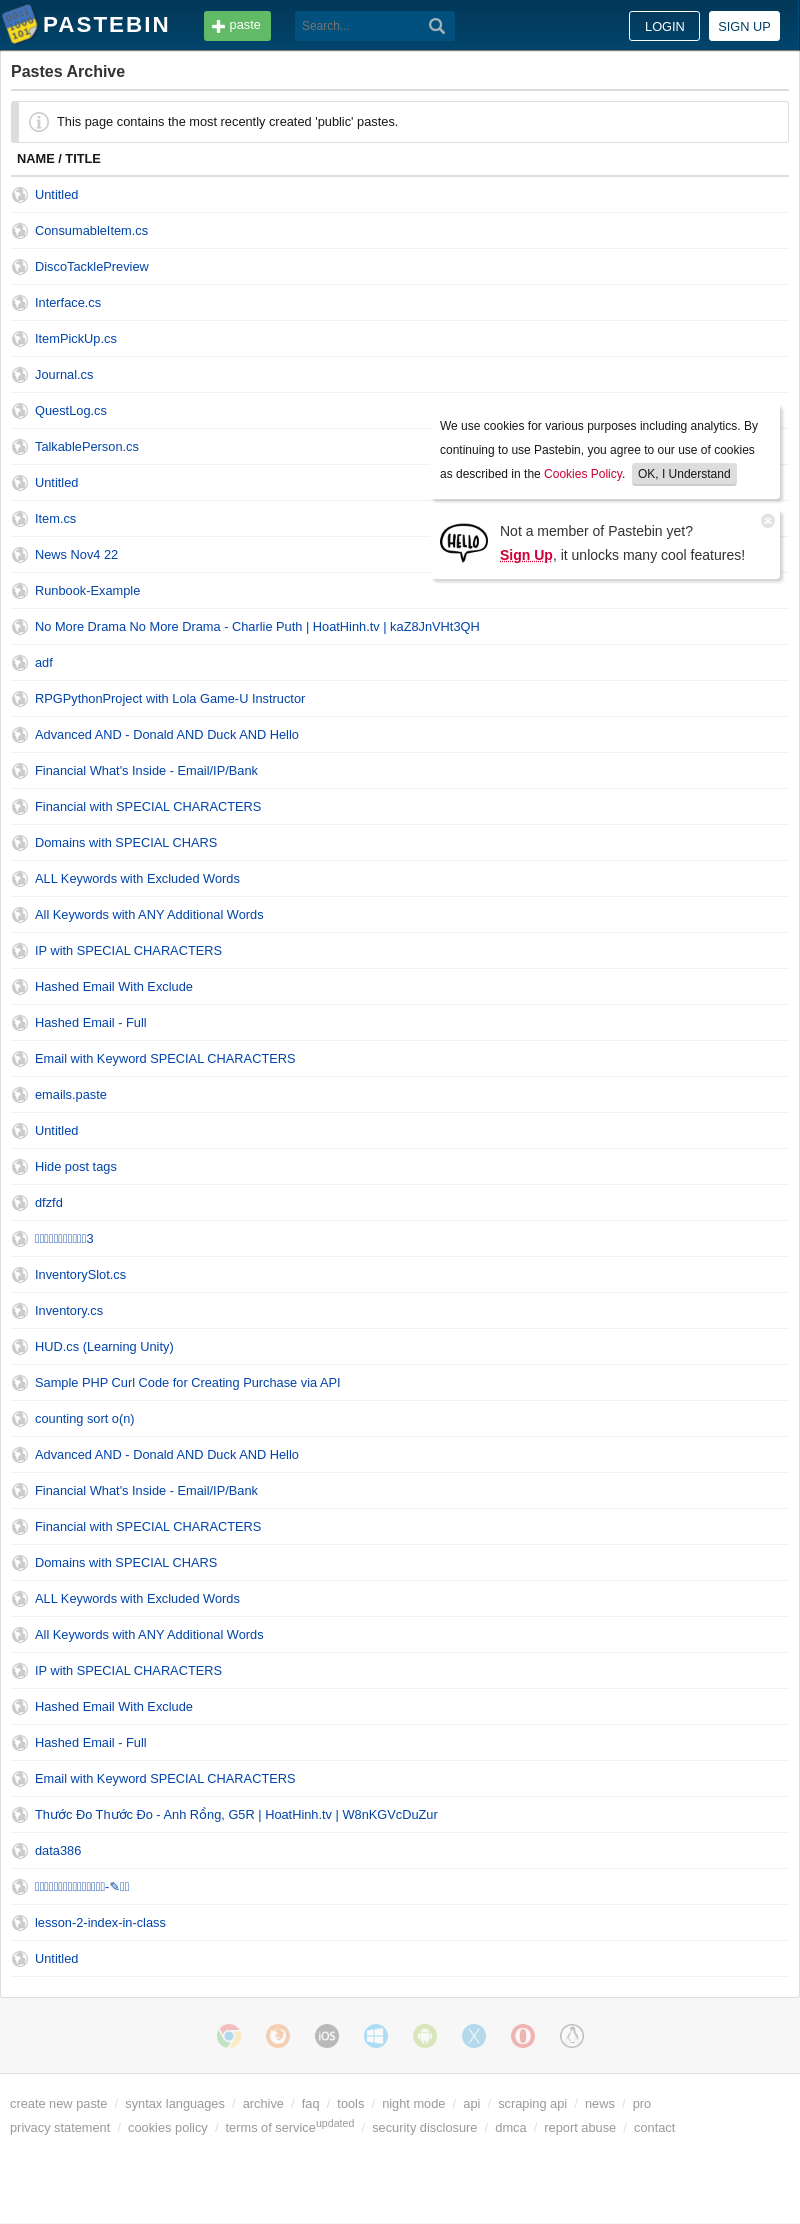 PASTEBIN
paste
Search...
LOGIN
SIGN UP
Pastes Archive
This page contains the most recently created 'public' pastes.
NAME / TITLE
Untitled
ConsumableItem.cs
DiscoTacklePreview
Interface.cs
ItemPickUp.cs
Journal.cs
QuestLog.cs
TalkablePerson.cs
Untitled
Item.cs
News Nov4 22
We use cookies for various purposes including analytics. By
continuing to use Pastebin, you agree to our use of cookies
as described in the Cookies Policy. OK, I Understand
HELLO
Not a member of Pastebin yet?
Sign Up, it unlocks many cool features!
Runbook-Example
No More Drama No More Drama - Charlie Puth | HoatHinh.tv | kaZ8JnVHt3QH
adf
RPGPythonProject with Lola Game-U Instructor
Advanced AND - Donald AND Duck AND Hello
Financial What's Inside - Email/IP/Bank
Financial with SPECIAL CHARACTERS
Domains with SPECIAL CHARS
ALL Keywords with Excluded Words
All Keywords with ANY Additional Words
IP with SPECIAL CHARACTERS
Hashed Email With Exclude
Hashed Email - Full
Email with Keyword SPECIAL CHARACTERS
emails.paste
Untitled
Hide post tags
dfzfd
3
InventorySlot.cs
Inventory.cs
HUD.cs (Learning Unity)
Sample PHP Curl Code for Creating Purchase via API
counting sort o(n)
Advanced AND - Donald AND Duck AND Hello
Financial What's Inside - Email/IP/Bank
Financial with SPECIAL CHARACTERS
Domains with SPECIAL CHARS
ALL Keywords with Excluded Words
All Keywords with ANY Additional Words
IP with SPECIAL CHARACTERS
Hashed Email With Exclude
Hashed Email - Full
Email with Keyword SPECIAL CHARACTERS
Thước Đo Thước Đo - Anh Rồng, G5R | HoatHinh.tv | W8nKGVcDuZur
data386
-✎
lesson-2-index-in-class
Untitled
iOS
create new paste / syntax languages / archive / faq / tools / night mode / api / scraping api / news / pro
privacy statement / cookies policy / terms of service updated / security disclosure / dmca / report abuse / contact